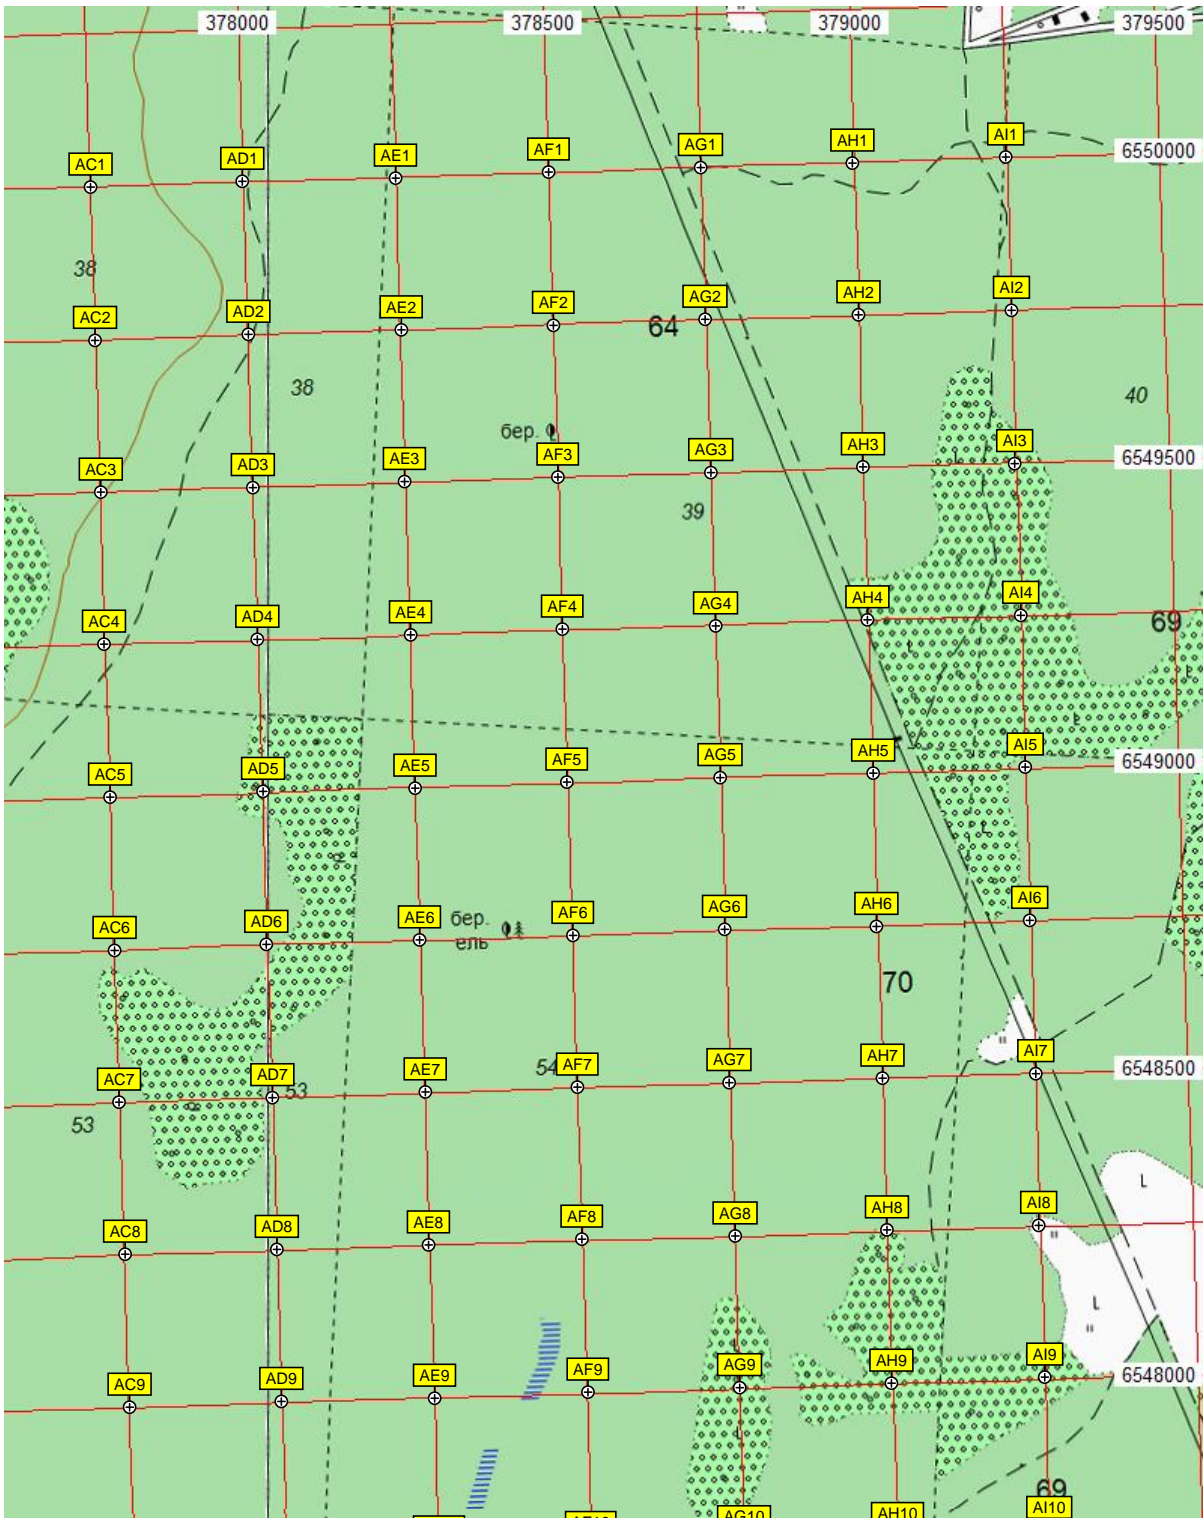 378000 378500 379000 379500
AC1 AD1 AE1 AF1 AG1 AH1 AI1 6550000
38
AC2 AD2 AE2 AF2 AG2 AH2 AI2
64
38 40
бер.
AC3 AD3 AE3 AF3 AG3 AH3 AI3 6549500
39
AC4 AD4 AE4 AF4 AG4 AH4 AI4
69
AC5 AD5 AE5 AF5 AG5 AH5 AI5 6549000
AC6 AD6 AE6 AF6 AG6 AH6 AI6
бер.
ель
70
AC7 AD7 AE7 54 AF7 AG7 AH7 AI7 6548500
53 53
AC8 AD8 AE8 AF8 AG8 AH8 AI8
AC9 AD9 AE9 AF9 AG9 AH9 AI9 6548000
69
AG10 AH10 AI10